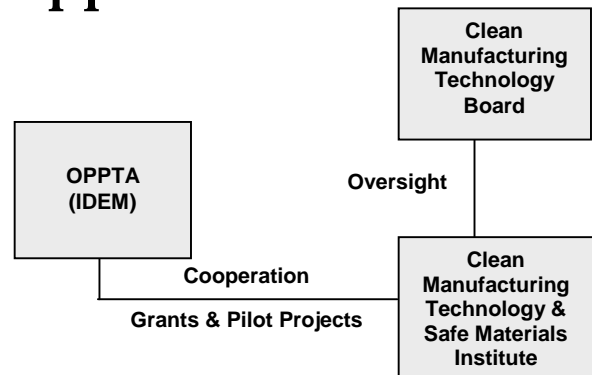 Clean
Manufacturing
Technology
Board
OPPTA
(IDEM)
Oversight
Cooperation
Grants & Pilot Projects
Clean
Manufacturing
Technology &
Safe Materials
Institute